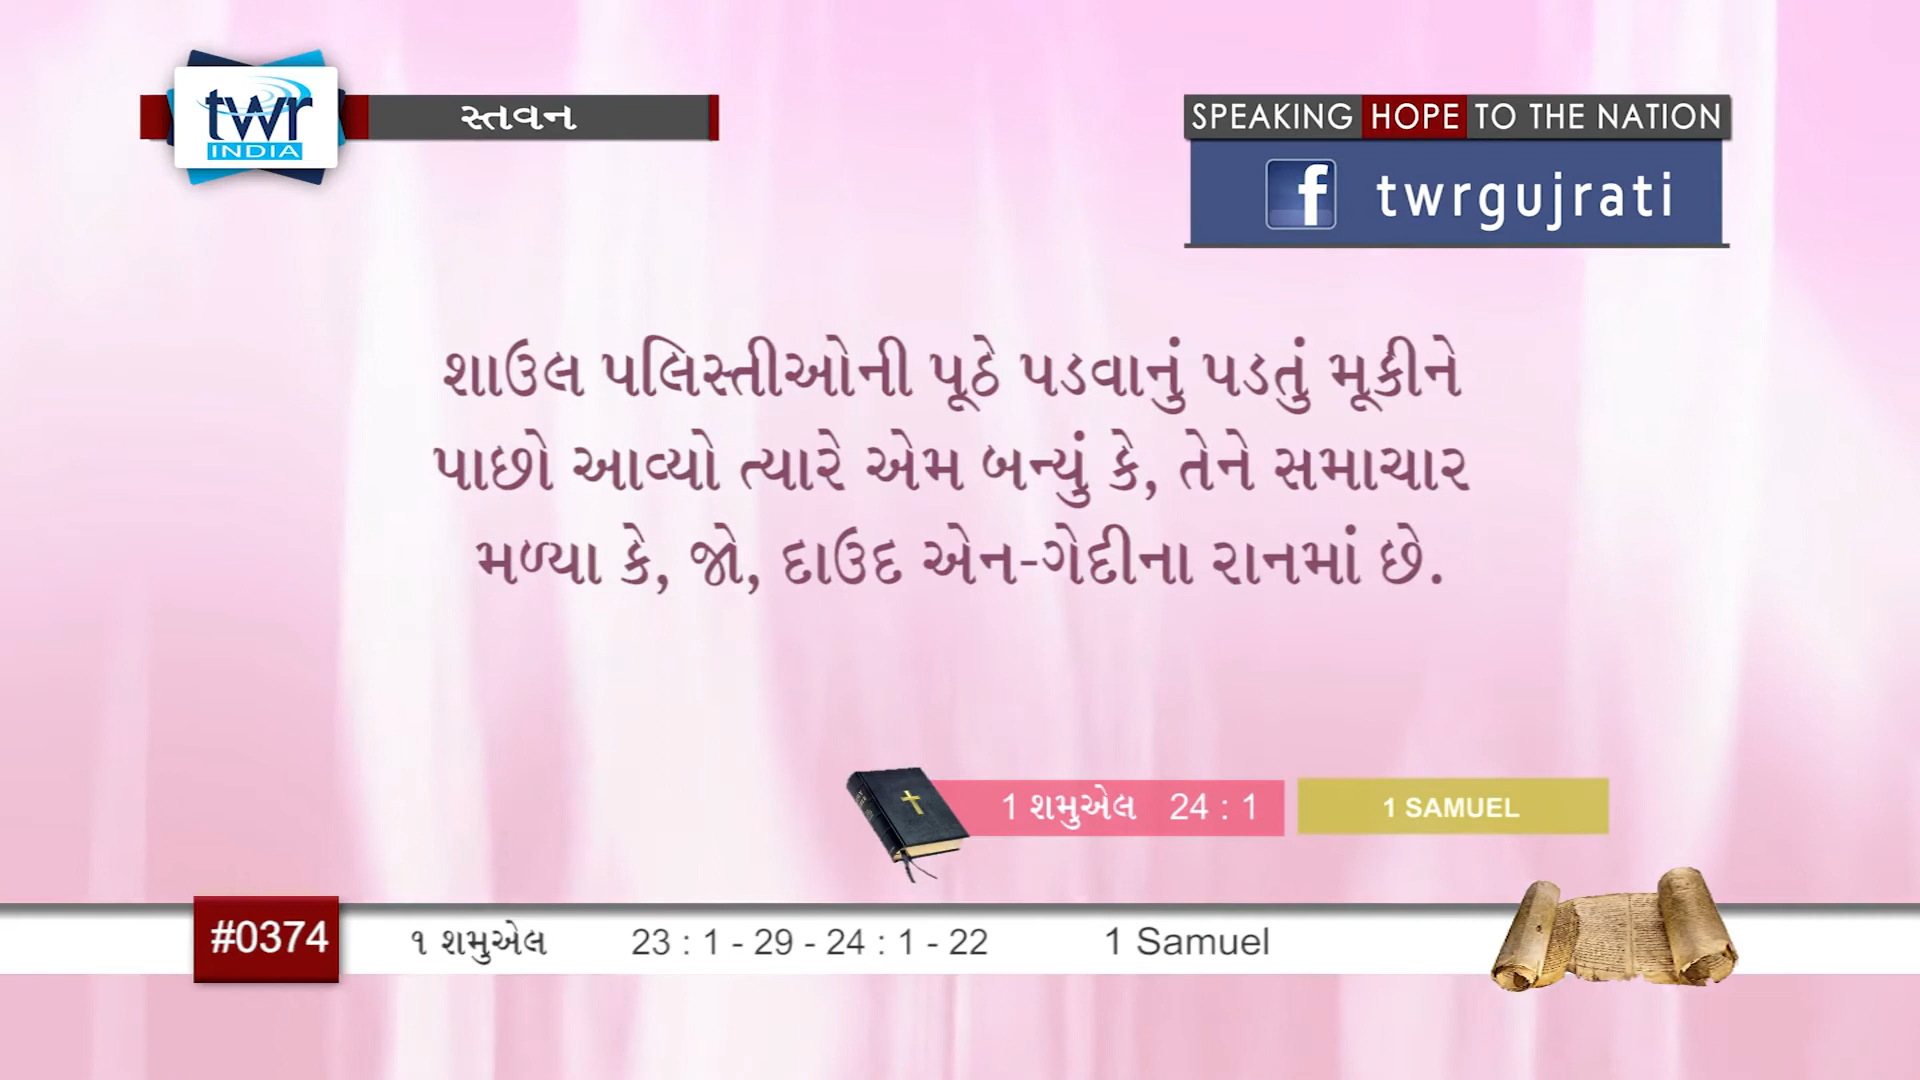 twr
INDIA
સ્તવન
SPEAKING HOPE TO THE NATION
f twrgujrati
શાઉલ પલિસ્તીઓની પૂઠે પડવાનું પડતું મૂકીને
પાછો આવ્યો ત્યારે એમ બન્યું કે, તેને સમાચાર
મળ્યા કે, જો, દાઉદ એન-ગેદીના રાનમાં છે.
1 શમુએલ 24 : 1
1 SAMUEL
#0374
૧ શમુએલ 23 : 1 - 29 - 24 : 1 - 22 1 Samuel